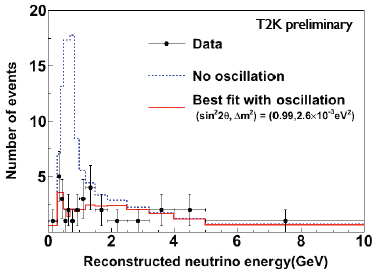 T2K preliminary
20
15
10
5
Number of events
Data
No oscillation
Best fit with oscillation
(sin²2θ, Δm²) = (0.99,2.6×10⁻³eV²)
0 2 4 6 8 10
Reconstructed neutrino energy(GeV)